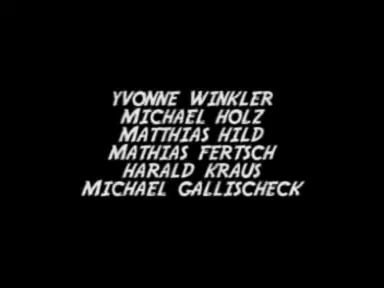 YVONNE WINKLER
MICHAEL HOLZ
MATTHIAS HILD
MATHIAS FERTSCH
HARALD KRAUS
MICHAEL GALLISCHECK